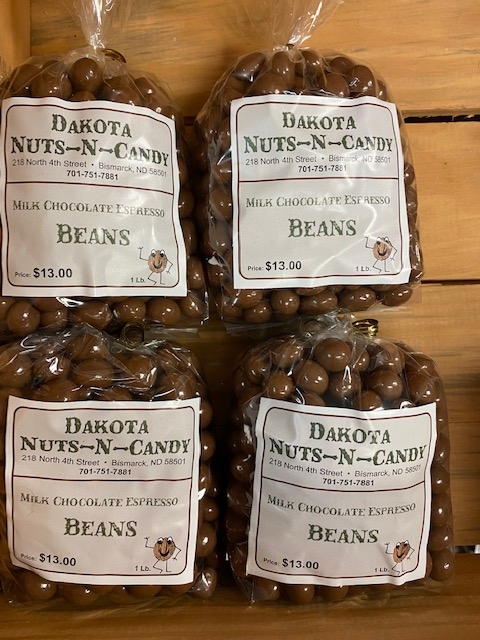 DAKOTA
NUTS~N~CANDY
218 North 4th Street • Bismarck, ND 58501
701-751-7881
MILK CHOCOLATE ESPRESSO
BEANS
Price: $13.00
1 Lb.
DAKOTA
NUTS~N~CANDY
218 North 4th Street • Bismarck, ND 58501
701-751-7881
MILK CHOCOLATE ESPRESSO
BEANS
Price: $13.00
1 Lb.
DAKOTA
NUTS~N~CANDY
218 North 4th Street • Bismarck, ND 58501
701-751-7881
MILK CHOCOLATE ESPRESSO
BEANS
Price: $13.00
1 Lb.
DAKOTA
NUTS~N~CANDY
218 North 4th Street • Bismarck, ND 58501
701-751-7881
MILK CHOCOLATE ESPRESSO
BEANS
Price: $13.00
1 Lb.